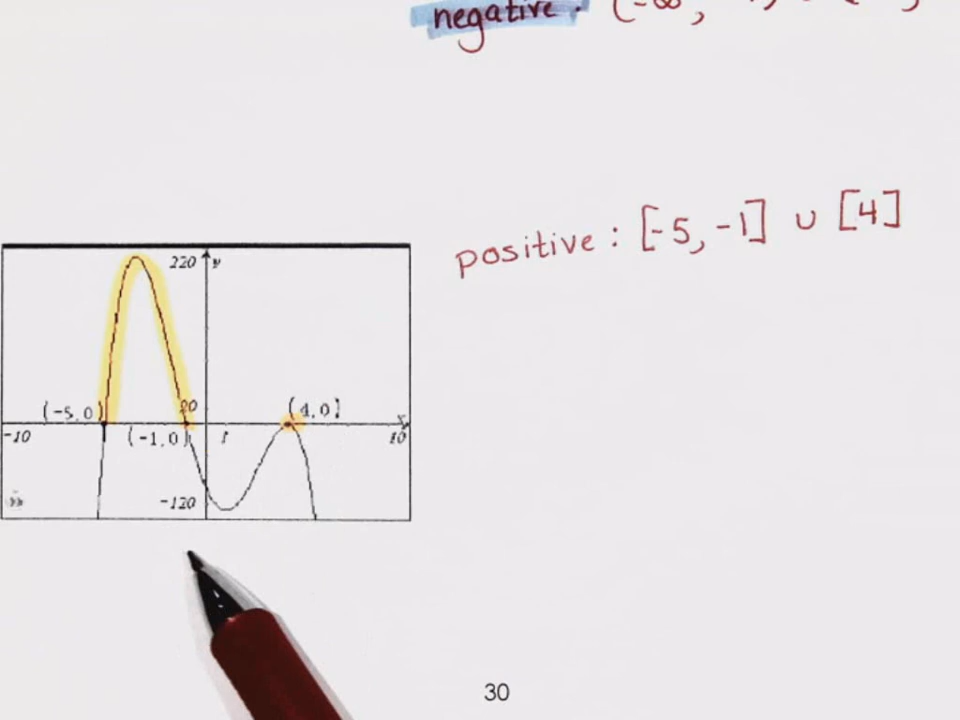 negative : (-∞,
positive : [-5, -1] ∪ [4]
220 y
(-5,0) 20 (4,0)
-10 (-1,0) 1 x 10
-120
30